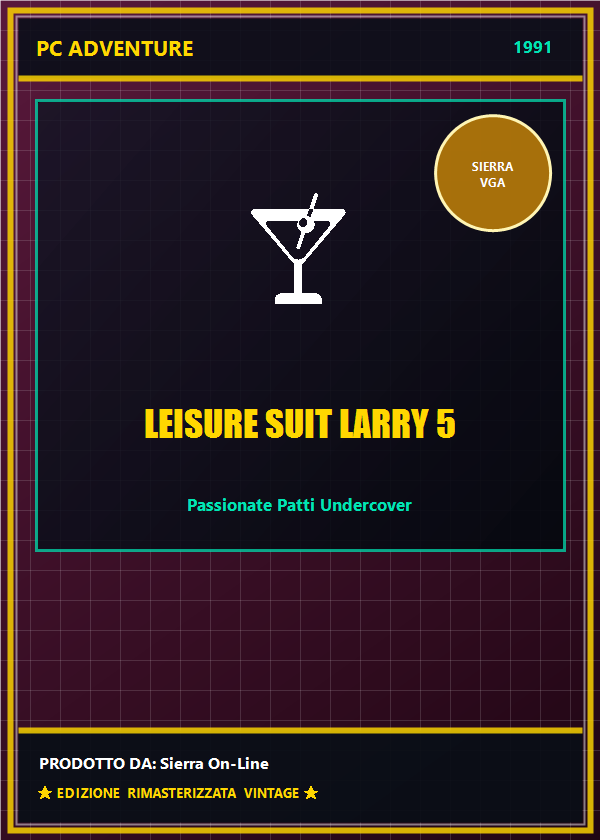 PC ADVENTURE
1991
SIERRA
VGA
LEISURE SUIT LARRY 5
Passionate Patti Undercover
PRODOTTO DA: Sierra On-Line
★ EDIZIONE RIMASTERIZZATA VINTAGE ★